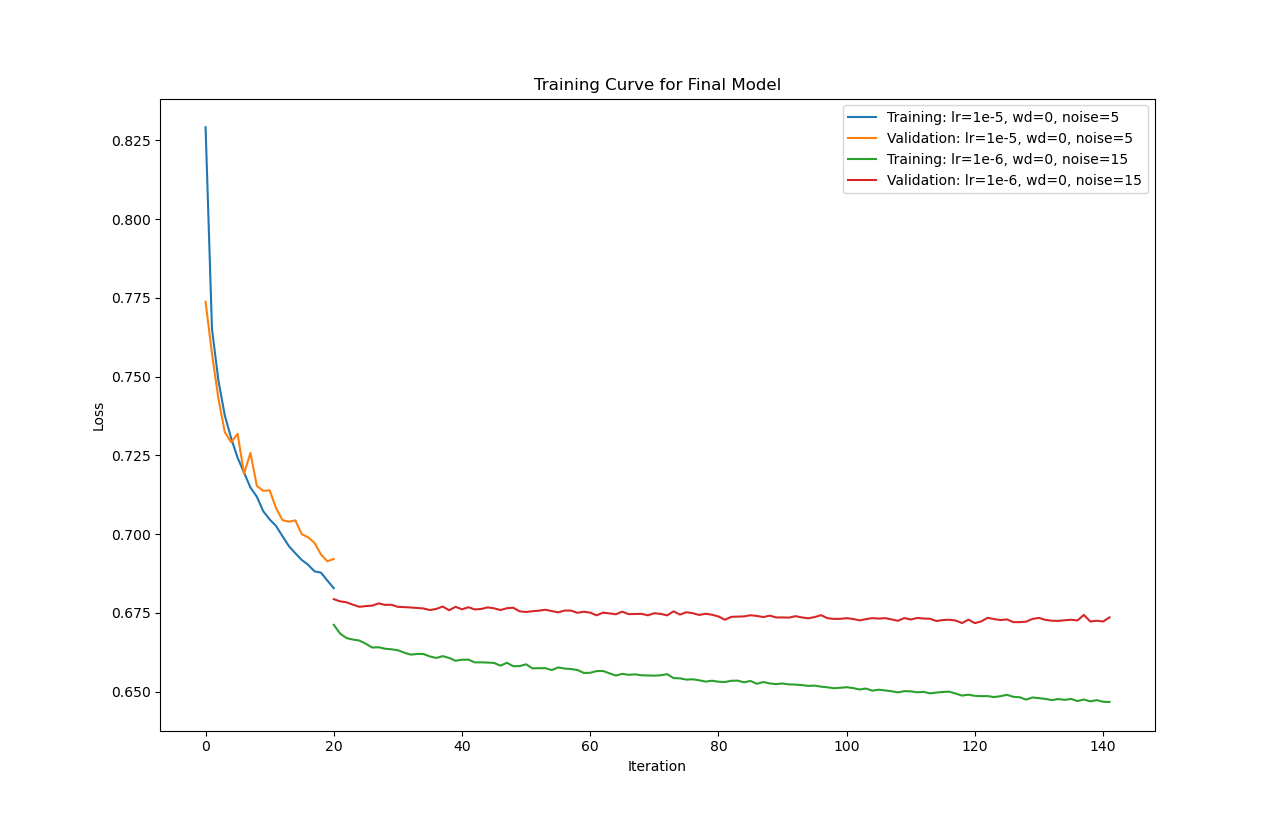 Training Curve for Final Model
Training: lr=1e-5, wd=0, noise=5
Validation: lr=1e-5, wd=0, noise=5
Training: lr=1e-6, wd=0, noise=15
Validation: lr=1e-6, wd=0, noise=15
0.825
0.800
0.775
0.750
0.725
0.700
0.675
0.650
Loss
0 20 40 60 80 100 120 140
Iteration